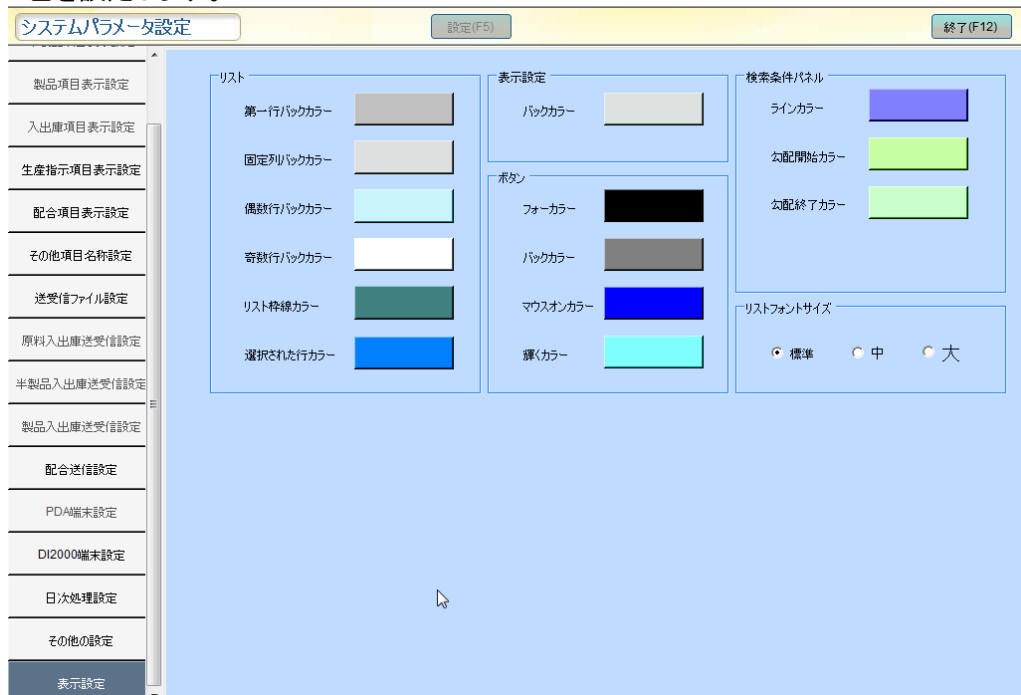 システムパラメータ設定
設定(F5)
終了(F12)
製品項目表示設定
入出庫項目表示設定
生産指示項目表示設定
配合項目表示設定
その他項目名称設定
送受信ファイル設定
原料入出庫送受信設定
半製品入出庫送受信設定
製品入出庫送受信設定
配合送信設定
PDA端末設定
DI2000端末設定
日次処理設定
その他の設定
表示設定
リスト
第一行バックカラー
固定列バックカラー
偶数行バックカラー
奇数行バックカラー
リスト枠線カラー
選択された行カラー
表示設定
バックカラー
ボタン
フォーカラー
バックカラー
マウスオンカラー
輝くカラー
検索条件パネル
ラインカラー
勾配開始カラー
勾配終了カラー
リストフォントサイズ
標準 中 大